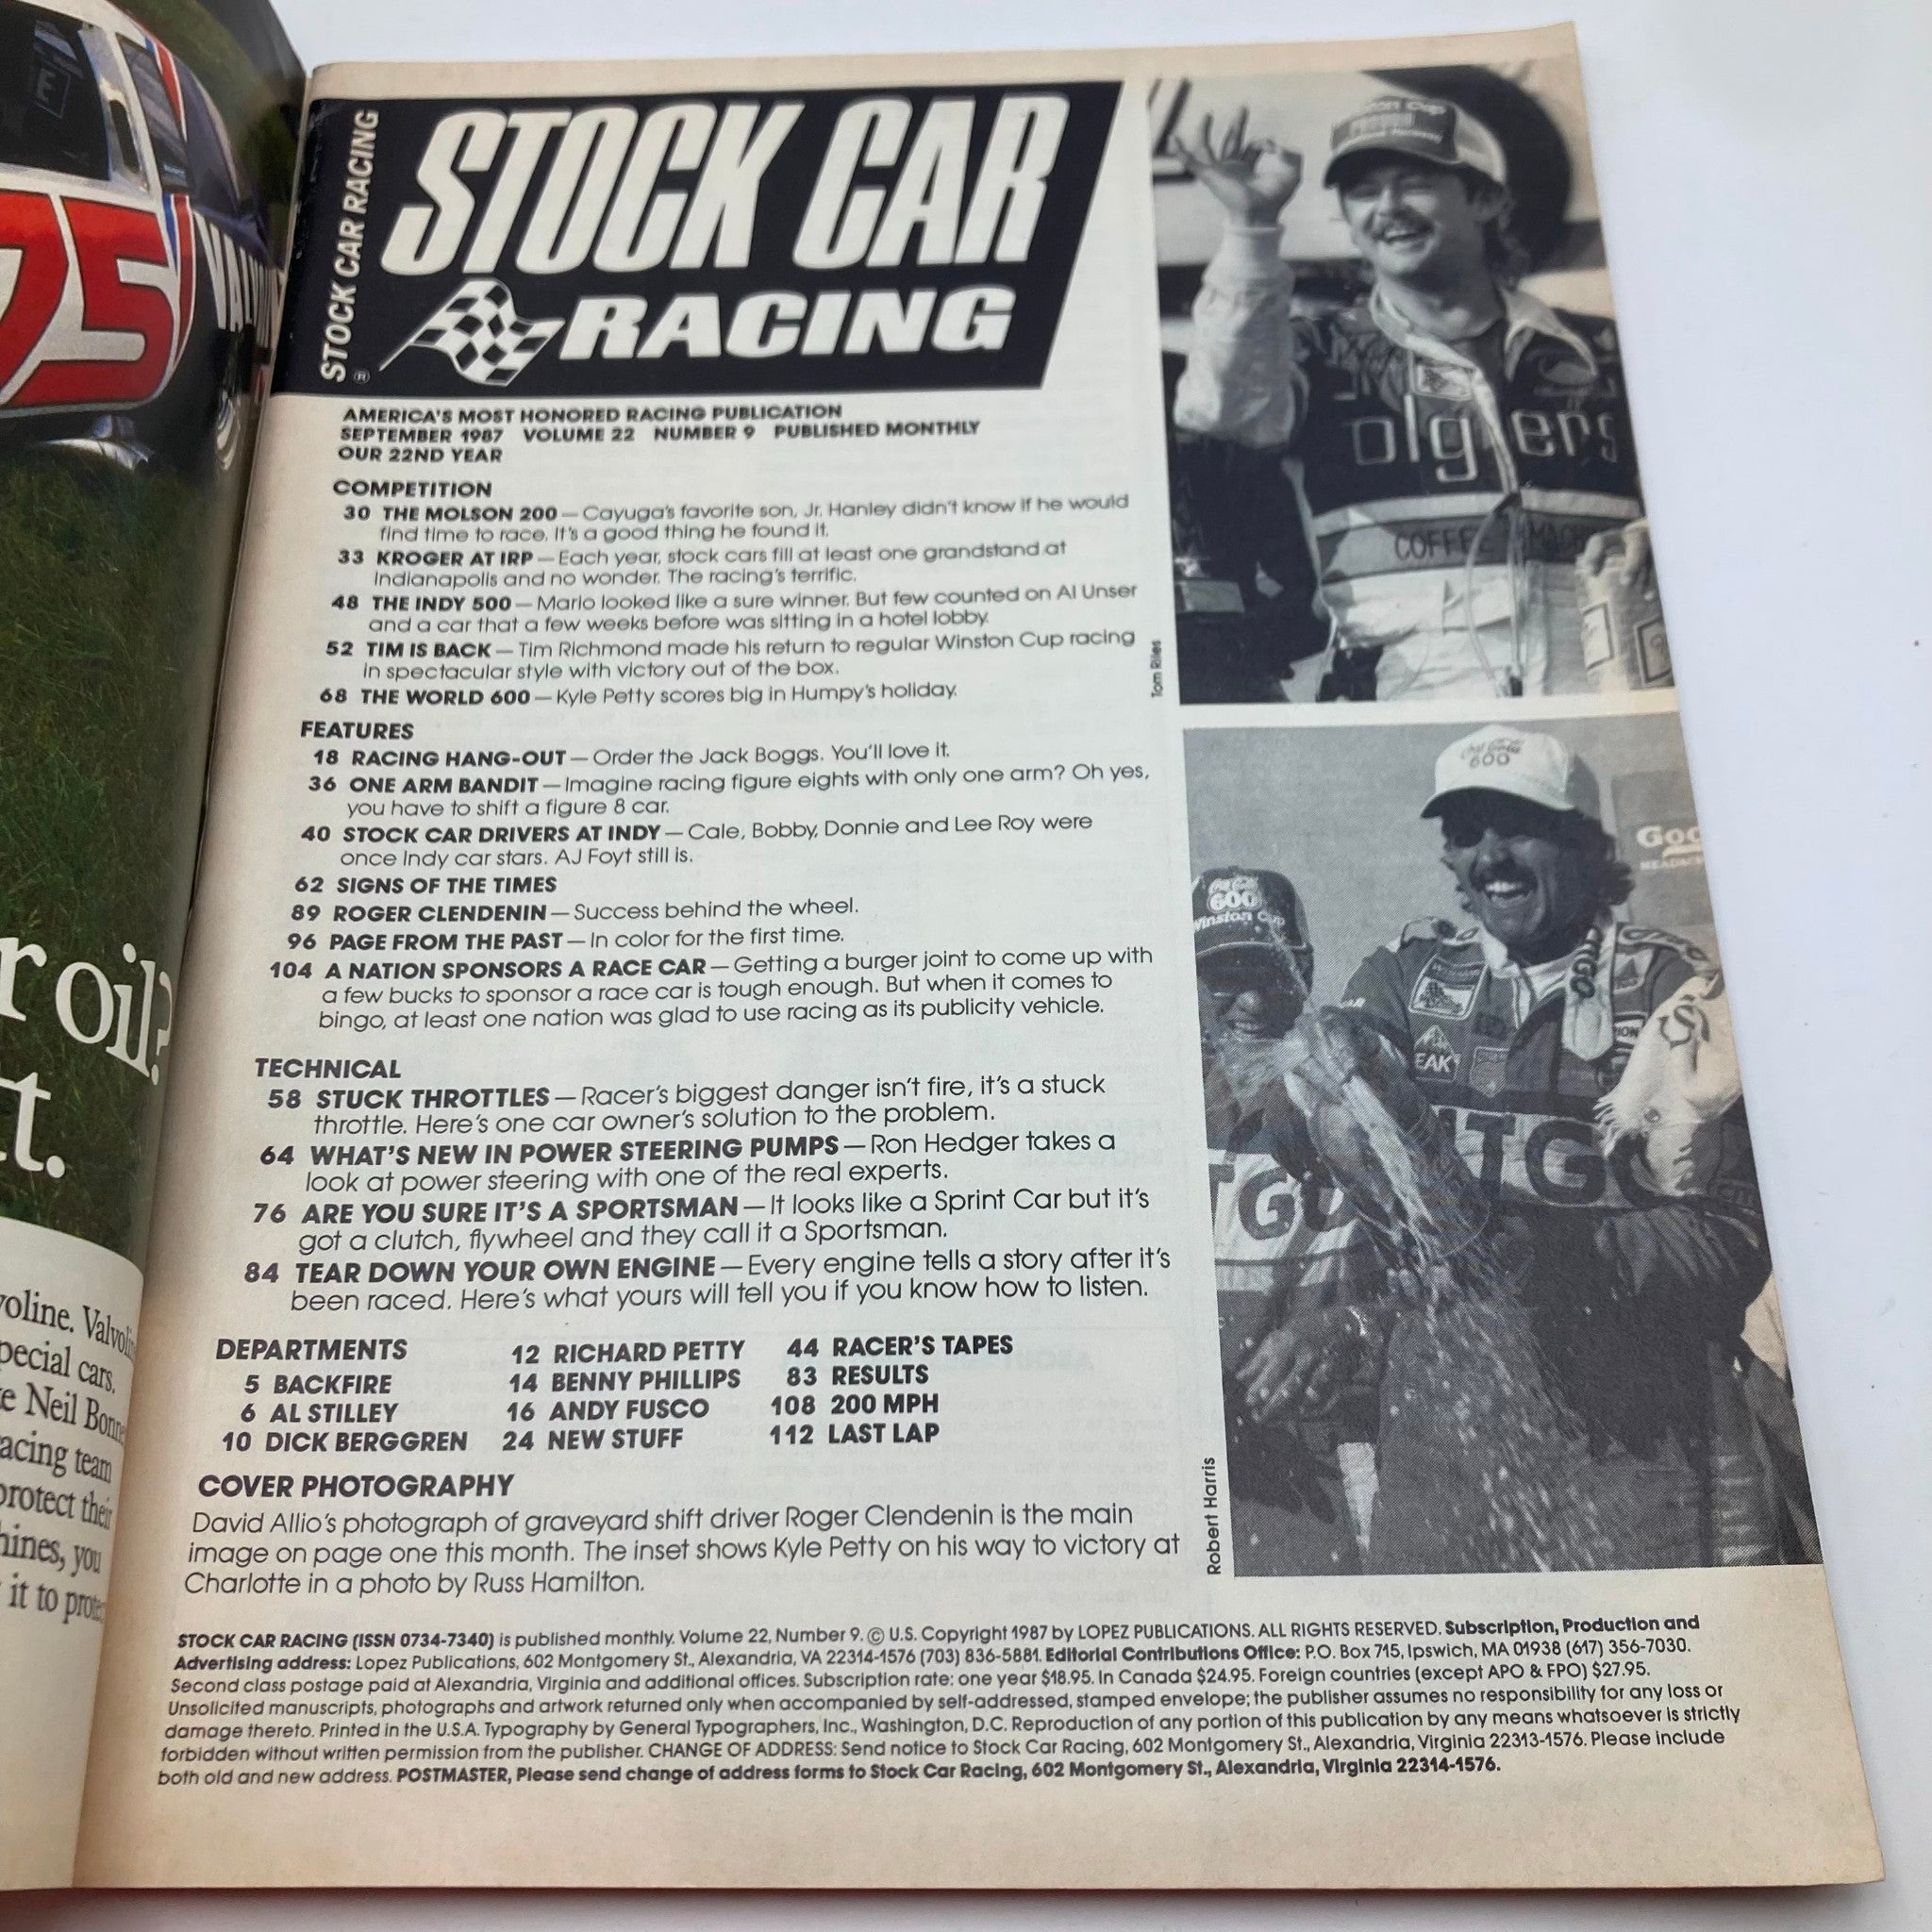 75
VALV
r oil?
t.
voline. Valvoli
pecial cars.
e Neil Bonne
acing team
protect their
hines, you
it to prote
STOCK CAR RACING
®
STOCK CAR
RACING
AMERICA'S MOST HONORED RACING PUBLICATION
SEPTEMBER 1987 VOLUME 22 NUMBER 9 PUBLISHED MONTHLY
OUR 22ND YEAR
COMPETITION
30 THE MOLSON 200 — Cayuga's favorite son, Jr. Hanley didn't know if he would
find time to race. It's a good thing he found it.
33 KROGER AT IRP — Each year, stock cars fill at least one grandstand at
Indianapolis and no wonder. The racing's terrific.
48 THE INDY 500 — Mario looked like a sure winner. But few counted on Al Unser
and a car that a few weeks before was sitting in a hotel lobby.
52 TIM IS BACK — Tim Richmond made his return to regular Winston Cup racing
in spectacular style with victory out of the box.
68 THE WORLD 600 — Kyle Petty scores big in Humpy's holiday.
FEATURES
18 RACING HANG-OUT — Order the Jack Boggs. You'll love it.
36 ONE ARM BANDIT — Imagine racing figure eights with only one arm? Oh yes,
you have to shift a figure 8 car.
40 STOCK CAR DRIVERS AT INDY — Cale, Bobby, Donnie and Lee Roy were
once Indy car stars. AJ Foyt still is.
62 SIGNS OF THE TIMES
89 ROGER CLENDENIN — Success behind the wheel.
96 PAGE FROM THE PAST — In color for the first time.
104 A NATION SPONSORS A RACE CAR — Getting a burger joint to come up with
a few bucks to sponsor a race car is tough enough. But when it comes to
bingo, at least one nation was glad to use racing as its publicity vehicle.
TECHNICAL
58 STUCK THROTTLES — Racer's biggest danger isn't fire, it's a stuck
throttle. Here's one car owner's solution to the problem.
64 WHAT'S NEW IN POWER STEERING PUMPS — Ron Hedger takes a
look at power steering with one of the real experts.
76 ARE YOU SURE IT'S A SPORTSMAN — It looks like a Sprint Car but it's
got a clutch, flywheel and they call it a Sportsman.
84 TEAR DOWN YOUR OWN ENGINE — Every engine tells a story after it's
been raced. Here's what yours will tell you if you know how to listen.
DEPARTMENTS
5 BACKFIRE
6 AL STILLEY
10 DICK BERGGREN
12 RICHARD PETTY
14 BENNY PHILLIPS
16 ANDY FUSCO
24 NEW STUFF
44 RACER'S TAPES
83 RESULTS
108 200 MPH
112 LAST LAP
COVER PHOTOGRAPHY
David Allio's photograph of graveyard shift driver Roger Clendenin is the main
image on page one this month. The inset shows Kyle Petty on his way to victory at
Charlotte in a photo by Russ Hamilton.
STOCK CAR RACING (ISSN 0734-7340) is published monthly. Volume 22, Number 9. © U.S. Copyright 1987 by LOPEZ PUBLICATIONS. ALL RIGHTS RESERVED. Subscription, Production and
Advertising address: Lopez Publications, 602 Montgomery St., Alexandria, VA 22314-1576 (703) 836-5881. Editorial Contributions Office: P.O. Box 715, Ipswich, MA 01938 (617) 356-7030.
Second class postage paid at Alexandria, Virginia and additional offices. Subscription rate: one year $18.95. In Canada $24.95. Foreign countries (except APO & FPO) $27.95.
Unsolicited manuscripts, photographs and artwork returned only when accompanied by self-addressed, stamped envelope; the publisher assumes no responsibility for any loss or
damage thereto. Printed in the U.S.A. Typography by General Typographers, Inc., Washington, D.C. Reproduction of any portion of this publication by any means whatsoever is strictly
forbidden without written permission from the publisher. CHANGE OF ADDRESS: Send notice to Stock Car Racing, 602 Montgomery St., Alexandria, Virginia 22313-1576. Please include
both old and new address. POSTMASTER, Please send change of address forms to Stock Car Racing, 602 Montgomery St., Alexandria, Virginia 22314-1576.
Tom Riles
olgers
COFFEE
Robert Harris
600
Goo
600
Winston Cup
CITGO
EAK
TGO
ITGO